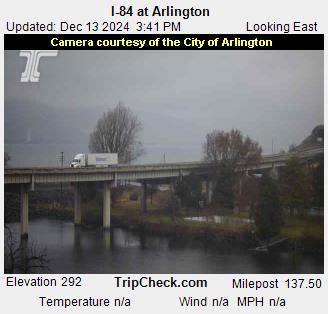 I-84 at Arlington
Updated: Dec 13 2024 3:41 PM Looking East
Camera courtesy of the City of Arlington
Walmart
Elevation 292 TripCheck.com Milepost 137.50
Temperature n/a Wind n/a MPH n/a